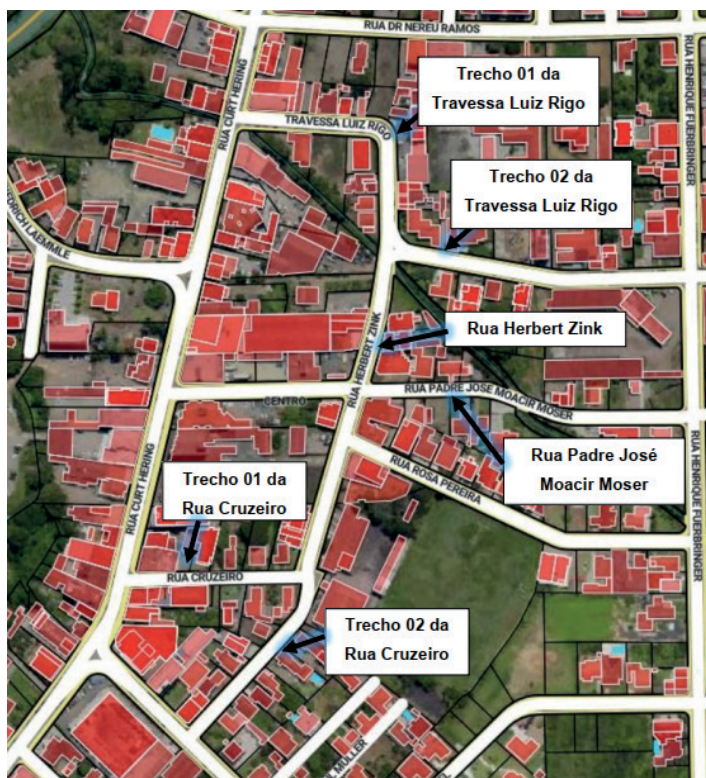 RUA DR NEREU RAMOS
RUA HENRIQUE FUERBRINGER
Trecho 01 da
Travessa Luiz Rigo
RUA CURT HERING
TRAVESSA LUIZ RIGO
Trecho 02 da
Travessa Luiz Rigo
EDRICH LAEMMLE
Rua Herbert Zink
RUA HERBERT ZINK
RUA PADRE JOSE MOACIR MOSER
CENTRO
Rua Padre José
Moacir Moser
RUA ROSA PEREIRA
RUA HENRIQUE FUERBRINGER
RUA CURT HERING
Trecho 01 da
Rua Cruzeiro
RUA CRUZEIRO
Trecho 02 da
Rua Cruzeiro
MULLER